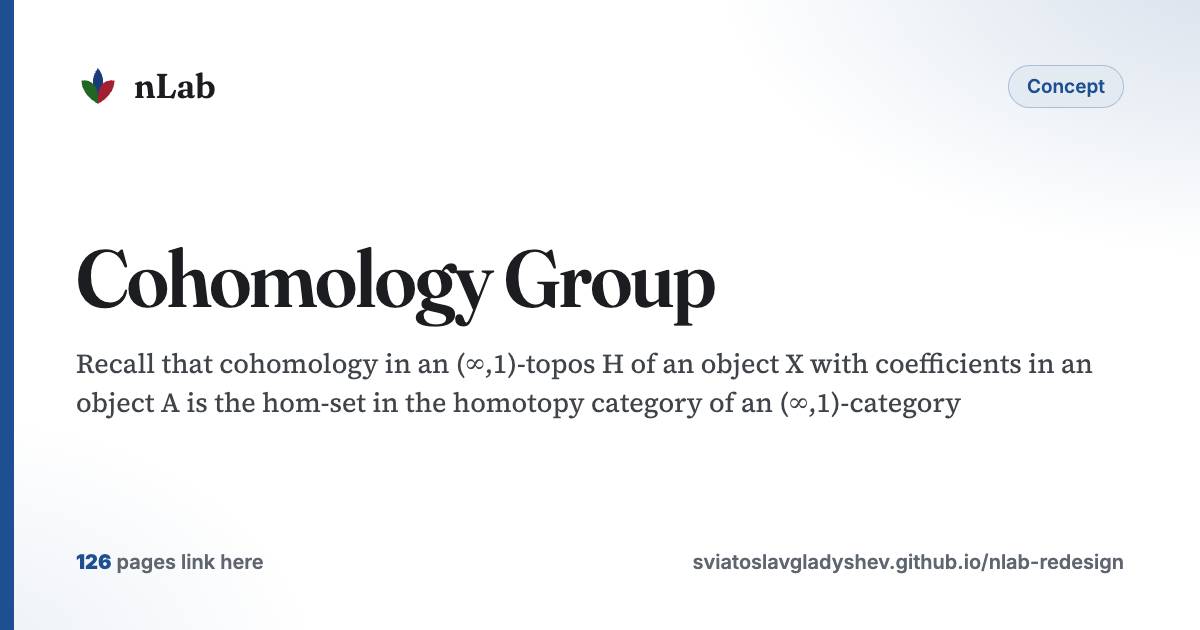 nLab
Concept
Cohomology Group
Recall that cohomology in an (∞,1)-topos H of an object X with coefficients in an
object A is the hom-set in the homotopy category of an (∞,1)-category
126 pages link here
sviatoslavgladyshev.github.io/nlab-redesign